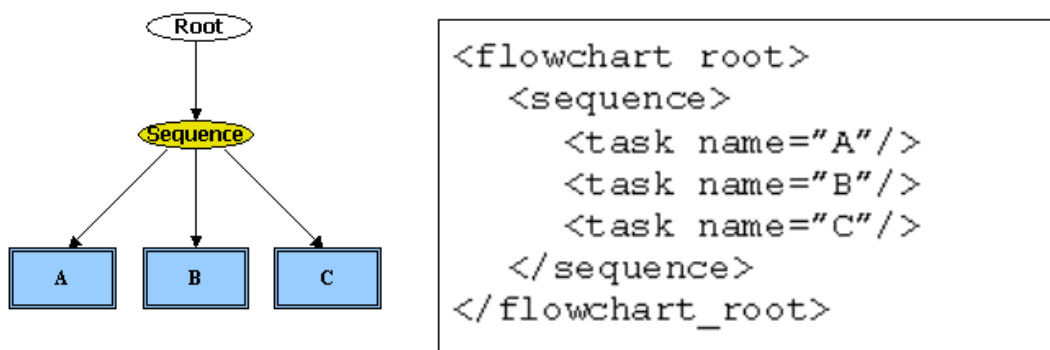 Root
Sequence
A
B
C
<flowchart root>
<sequence>
<task name="A"/>
<task name="B"/>
<task name="C"/>
</sequence>
</flowchart_root>